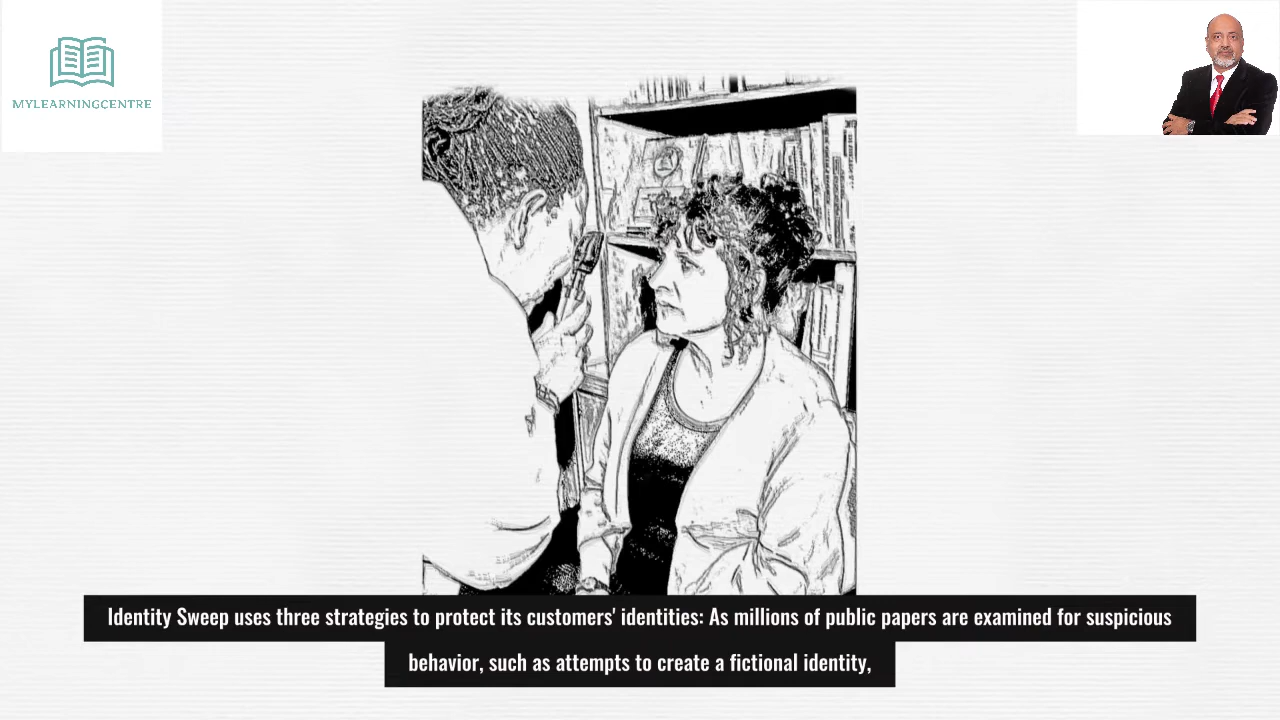 MYLEARNINGCENTRE
Identity Sweep uses three strategies to protect its customers' identities: As millions of public papers are examined for suspicious
behavior, such as attempts to create a fictional identity,